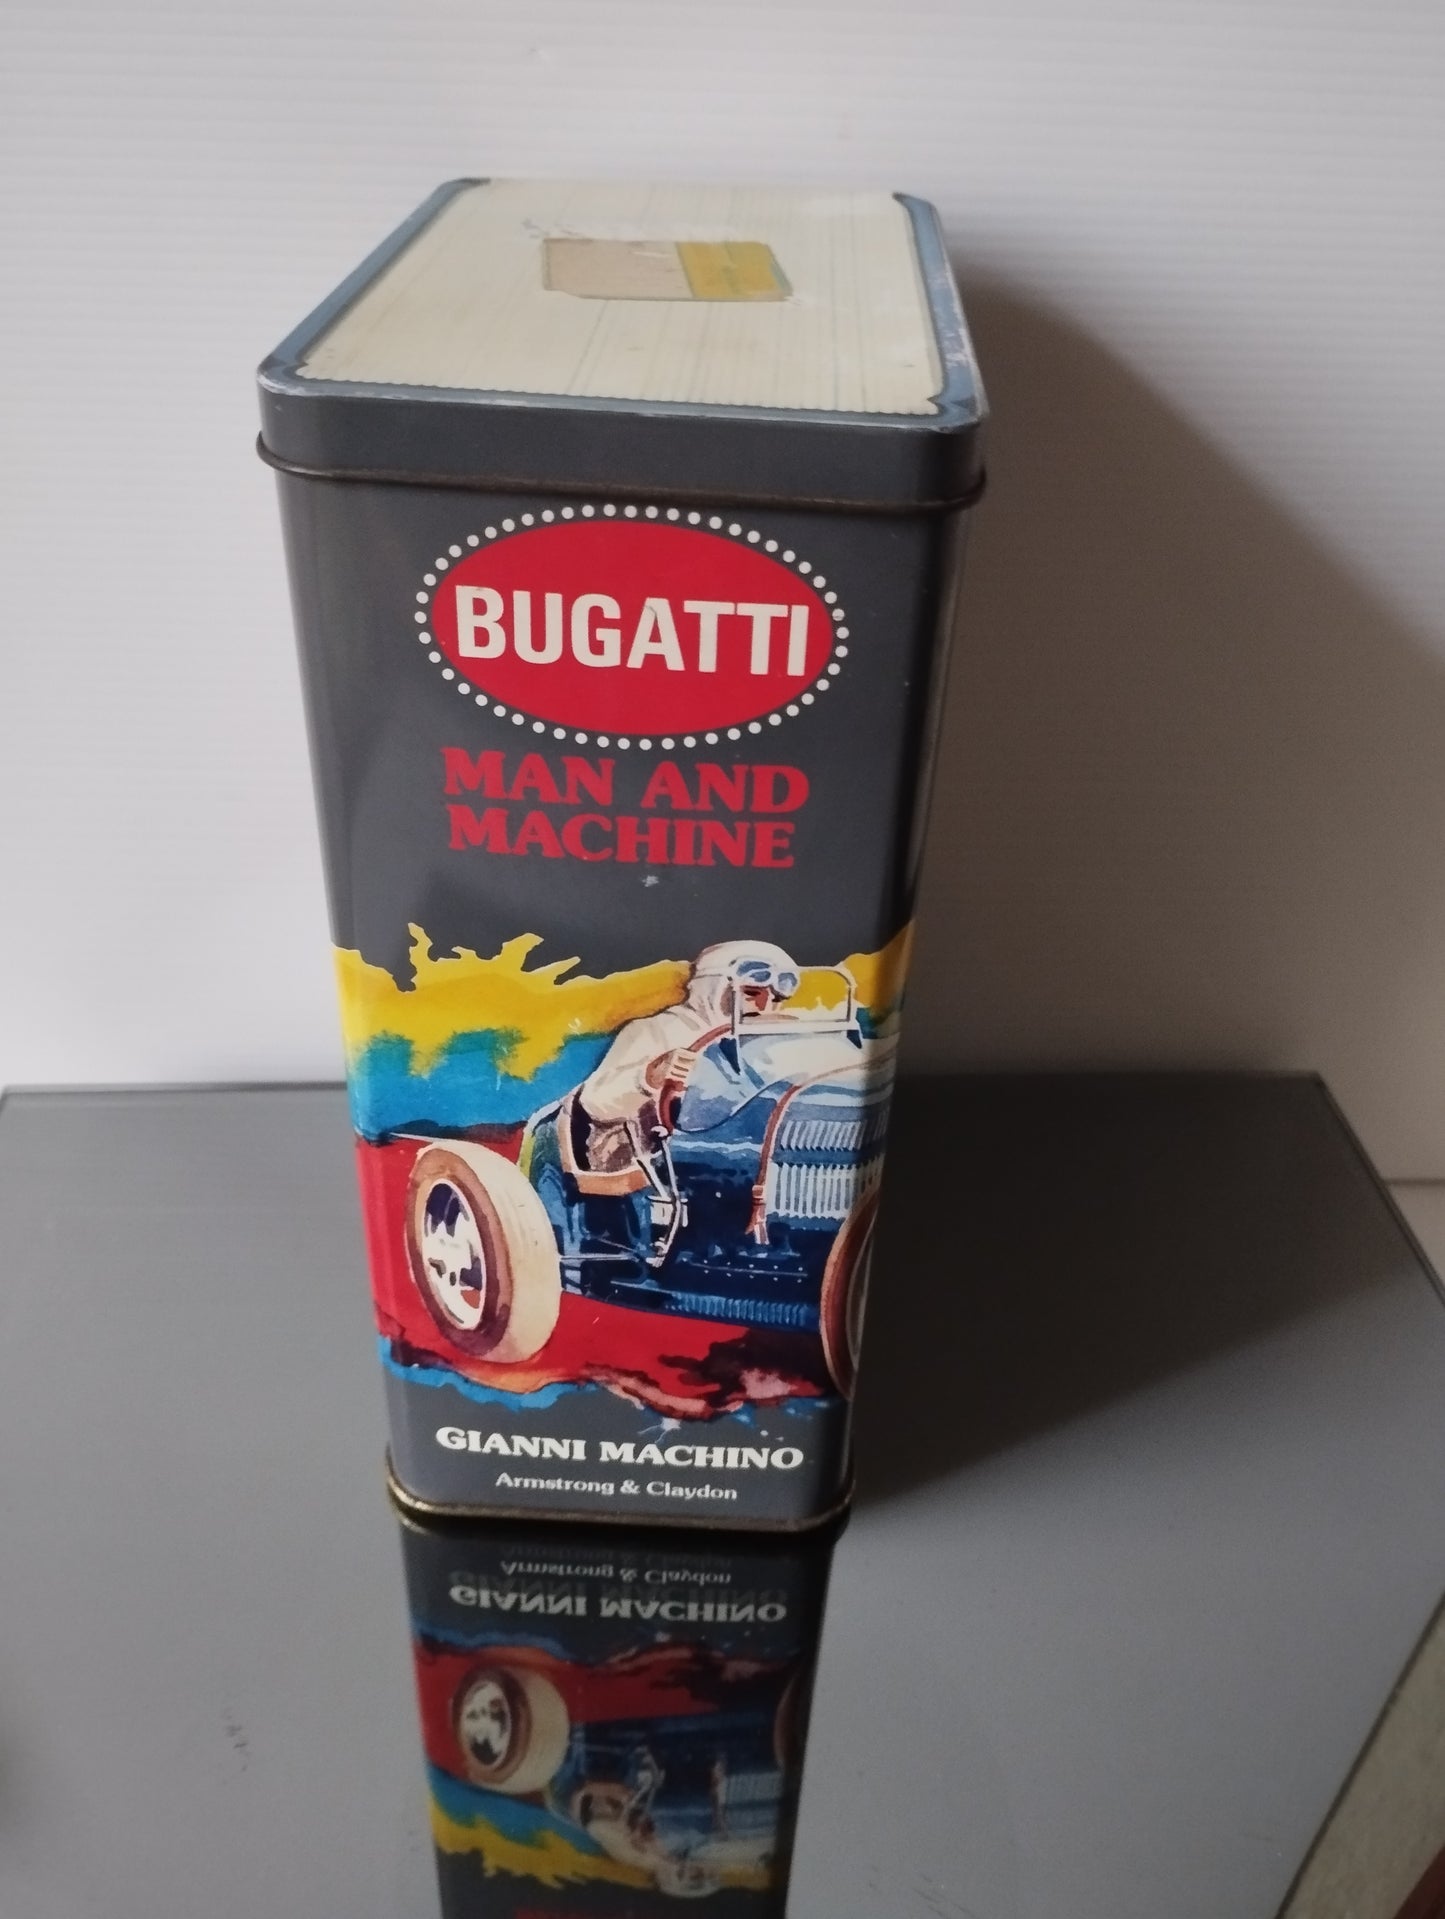 BUGATTI
MAN AND
MACHINE
GIANNI MACHINO
Armstrong & Claydon